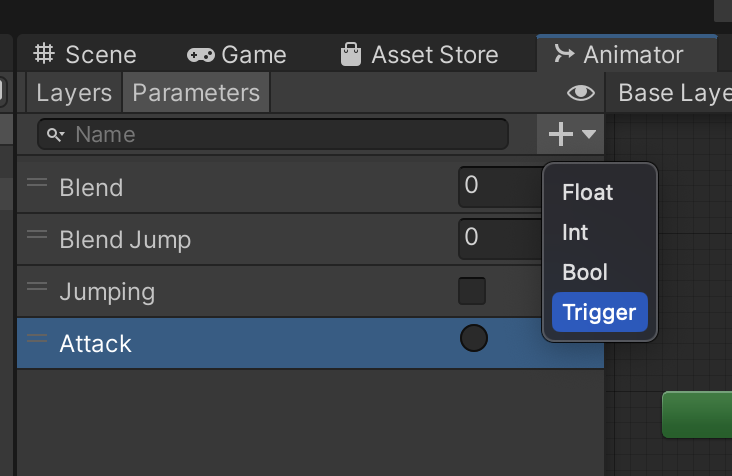 Scene Game Asset Store Animator
Layers Parameters Base Laye
Name
Blend 0
Float
Blend Jump 0
Int
Jumping
Bool
Trigger
Attack